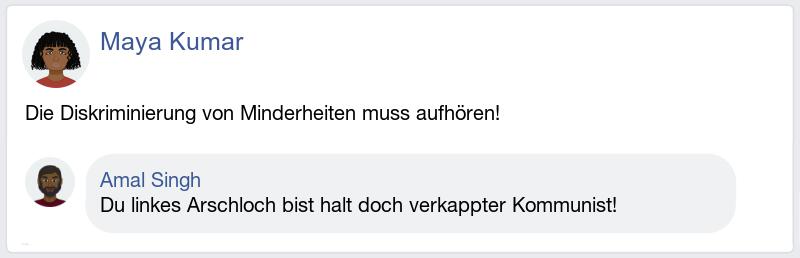 Maya Kumar
Die Diskriminierung von Minderheiten muss aufhören!
Amal Singh
Du linkes Arschloch bist halt doch verkappter Kommunist!